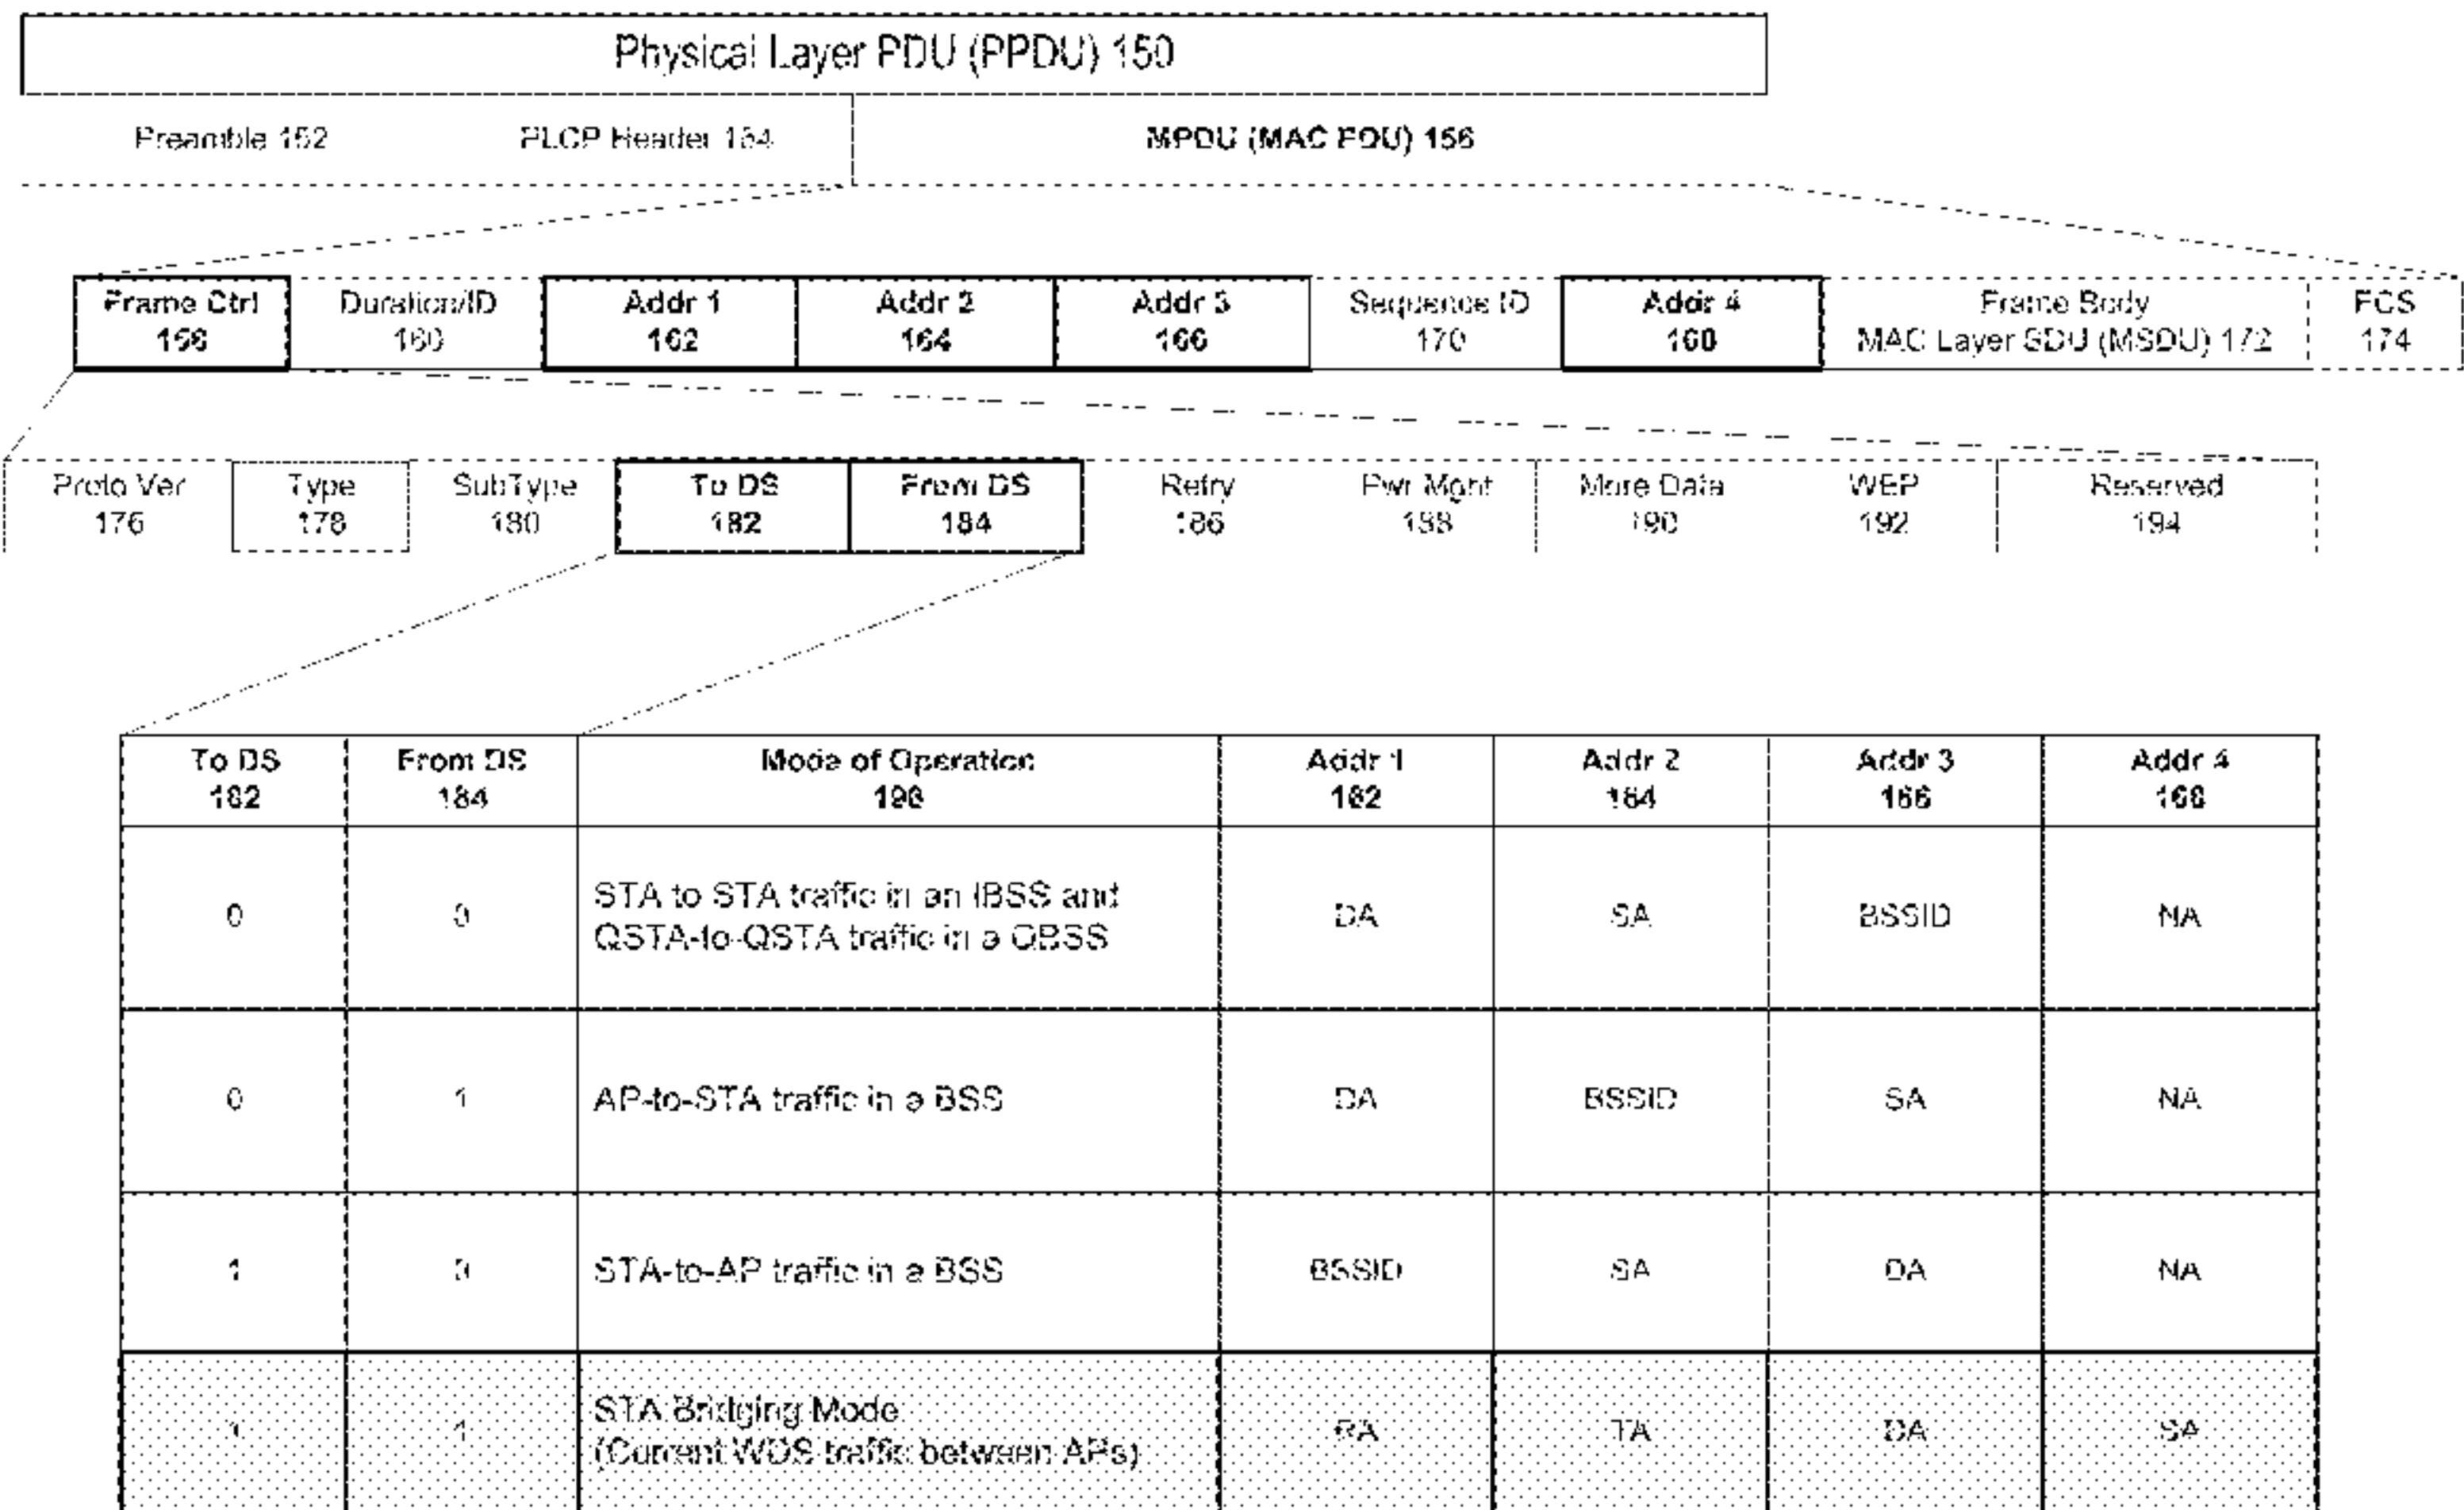 Physical Layer PDU (PPDU) 150
Preamble 152 PLCP Header 154 MPDU (MAC PDU) 156
Frame Ctrl Duration/ID Addr 1 Addr 2 Addr 3 Sequence ID Addr 4 Frame Body FCS
158 160 162 164 166 170 168 MAC Layer SDU (MSDU) 172 174
Proto Ver Type SubType To DS From DS Retry Pwr Mgnt More Data WEP Reserved
176 178 180 182 184 186 188 190 192 194
To DS From DS Mode of Operation Addr 1 Addr 2 Addr 3 Addr 4
182 184 162 164 166 168
STA to STA traffic in an IBSS and
0 0 DA SA BSSID NA
QSTA-to-QSTA traffic in a QBSS
0 1 AP-to-STA traffic in a BSS DA BSSID SA NA
1 0 STA-to-AP traffic in a BSS BSSID SA DA NA
STA Bridging Mode
1 1 RA TA DA SA
(Current WDS traffic between APs)